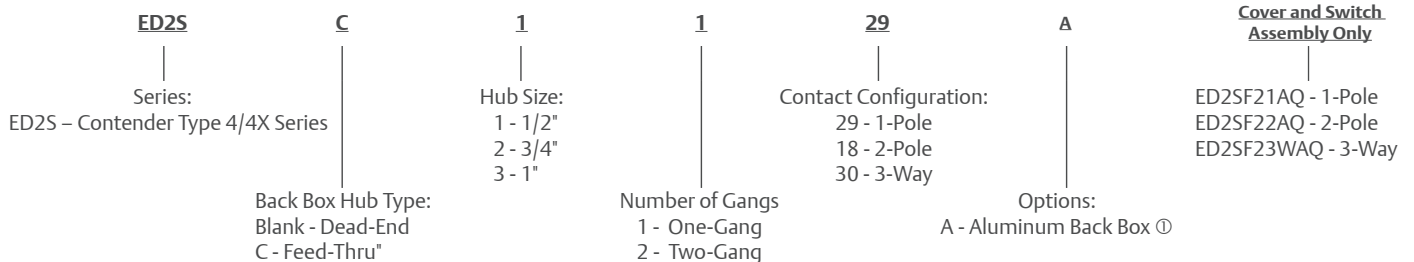 ED2S C 1 1 29 A Cover and Switch
Assembly Only
Series:
ED2S – Contender Type 4/4X Series
Hub Size:
1 - 1/2"
2 - 3/4"
3 - 1"
Contact Configuration:
29 - 1-Pole
18 - 2-Pole
30 - 3-Way
ED2SF21AQ - 1-Pole
ED2SF22AQ - 2-Pole
ED2SF23WAQ - 3-Way
Back Box Hub Type:
Blank - Dead-End
C - Feed-Thru"
Number of Gangs
1 - One-Gang
2 - Two-Gang
Options:
A - Aluminum Back Box ①